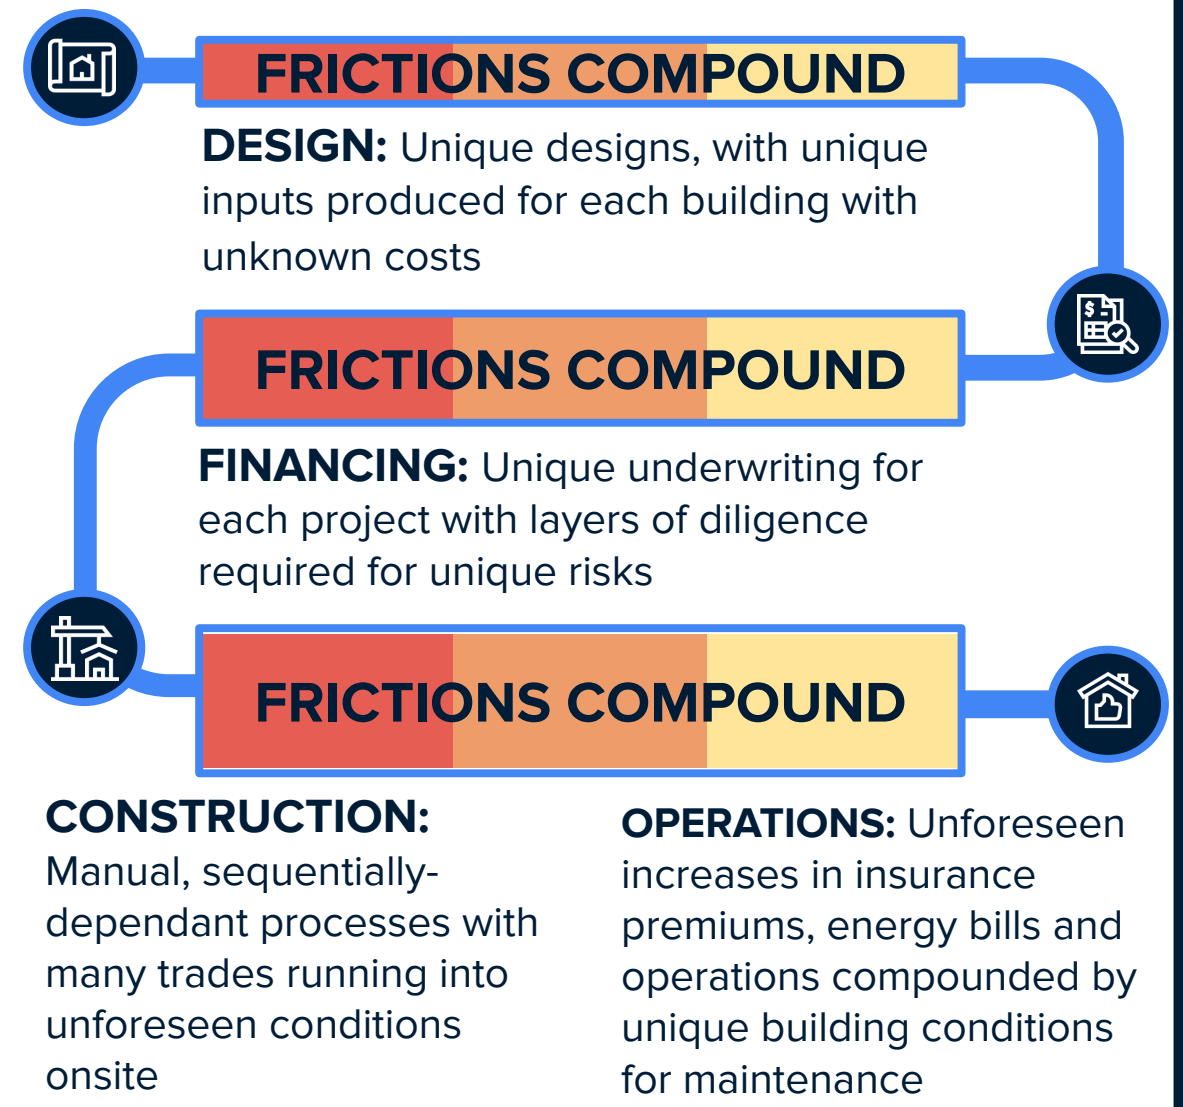 FRICTIONS COMPOUND
DESIGN: Unique designs, with unique
inputs produced for each building with
unknown costs
$
FRICTIONS COMPOUND
FINANCING: Unique underwriting for
each project with layers of diligence
required for unique risks
FRICTIONS COMPOUND
CONSTRUCTION:
Manual, sequentially-
dependant processes with
many trades running into
unforeseen conditions
onsite
OPERATIONS: Unforeseen
increases in insurance
premiums, energy bills and
operations compounded by
unique building conditions
for maintenance